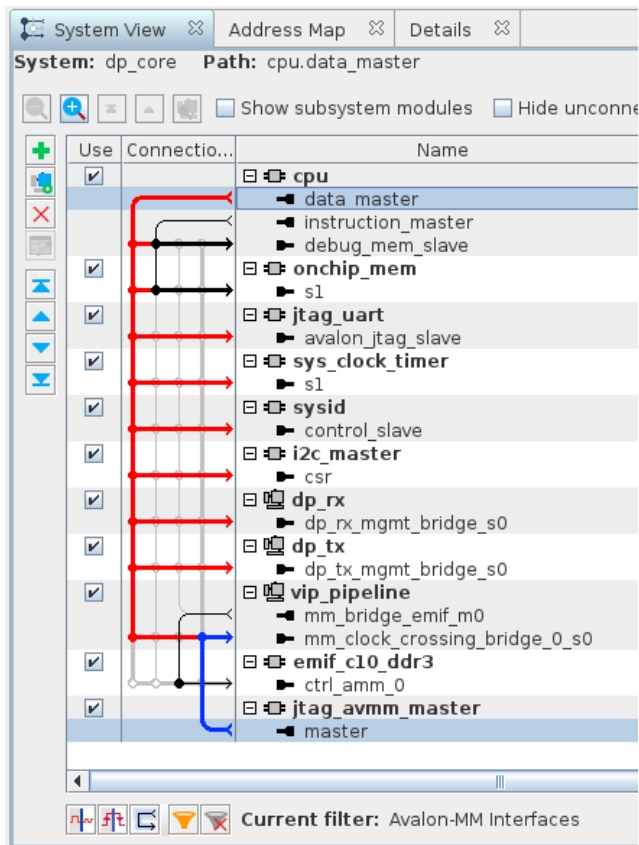 System View Address Map Details
System: dp_core Path: cpu.data_master
Show subsystem modules Hide unconne
Use Connectio... Name
cpu
data_master
instruction_master
debug_mem_slave
onchip_mem
s1
jtag_uart
avalon_jtag_slave
sys_clock_timer
s1
sysid
control_slave
i2c_master
csr
dp_rx
dp_rx_mgmt_bridge_s0
dp_tx
dp_tx_mgmt_bridge_s0
vip_pipeline
mm_bridge_emif_m0
mm_clock_crossing_bridge_0_s0
emif_c10_ddr3
ctrl_amm_0
jtag_avmm_master
master
Current filter: Avalon-MM Interfaces